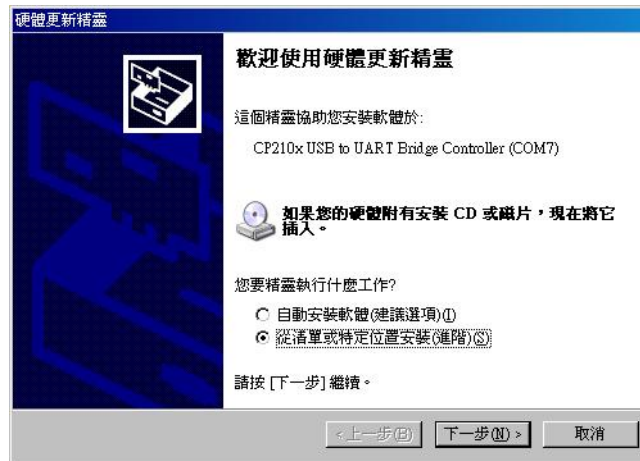 硬體更新精靈
歡迎使用硬體更新精靈
這個精靈協助您安裝軟體於:
CP210x USB to UART Bridge Controller (COM7)
如果您的硬體附有安裝 CD 或磁片，現在將它
插入。
您要精靈執行什麼工作?
自動安裝軟體(建議選項)(I)
從清單或特定位置安裝(進階)(S)
請按 [下一步] 繼續。
<上一步(B) 下一步(N) > 取消